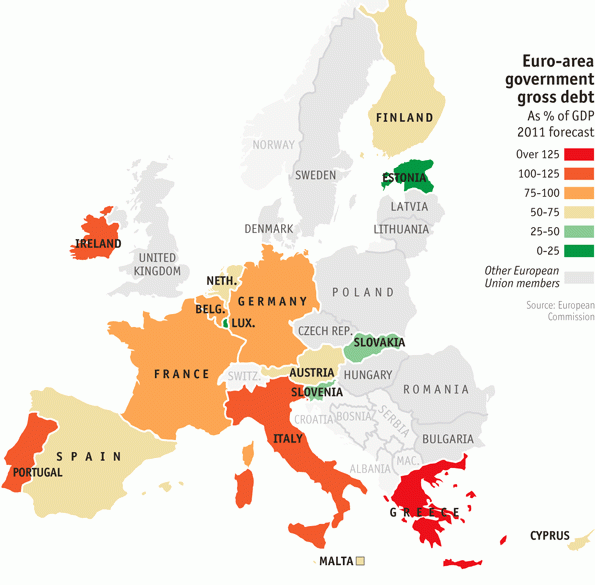 Euro-area
government
gross debt
As % of GDP
2011 forecast
Over 125
100-125
75-100
50-75
25-50
0-25
Other European
Union members
Source: European
Commission
FINLAND
NORWAY
SWEDEN
ESTONIA
LATVIA
LITHUANIA
DENMARK
IRELAND
UNITED
KINGDOM
NETH.
GERMANY
POLAND
BELG.
LUX.
CZECH REP.
SLOVAKIA
FRANCE
SWITZ.
AUSTRIA
HUNGARY
SLOVENIA
ROMANIA
CROATIA
BOSNIA
SERBIA
ITALY
BULGARIA
SPAIN
PORTUGAL
ALBANIA
MAC.
GREECE
CYPRUS
MALTA